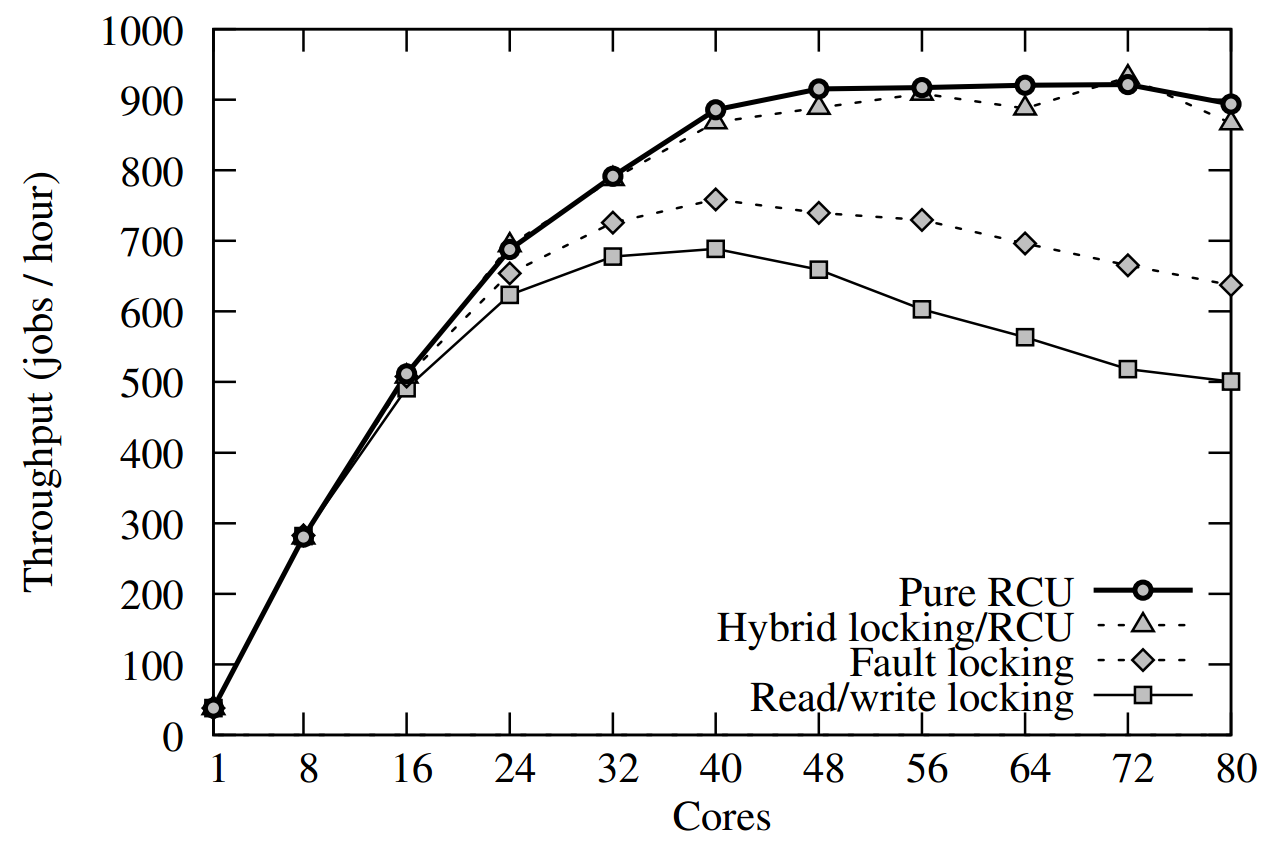 1000
900
800
700
600
500
400
300
200
100
0
Throughput (jobs / hour)
Pure RCU
Hybrid locking/RCU
Fault locking
Read/write locking
1 8 16 24 32 40 48 56 64 72 80
Cores